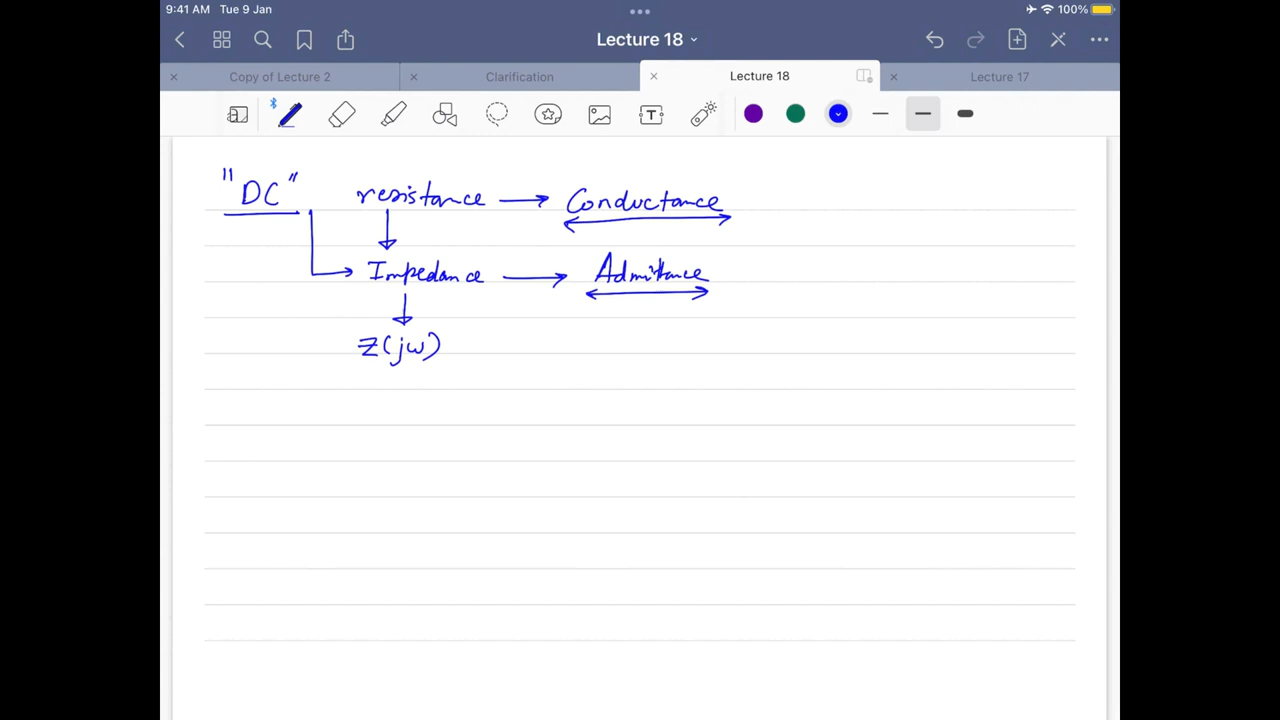 9:41 AM Tue 9 Jan 100%
Lecture 18
Copy of Lecture 2 Clarification Lecture 18 Lecture 17
"DC" resistance → Conductance
Impedance → Admittance
Z(jω)